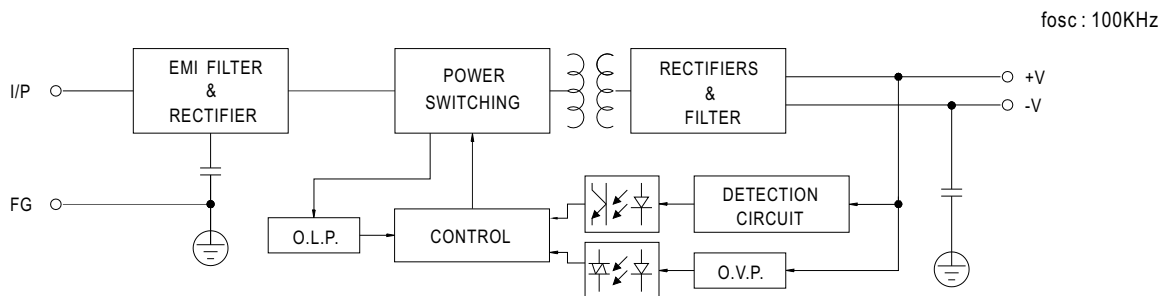 fosc : 100KHz
I/P
EMI FILTER
&
RECTIFIER
POWER
SWITCHING
RECTIFIERS
&
FILTER
+V
-V
FG
O.L.P.
CONTROL
DETECTION
CIRCUIT
O.V.P.